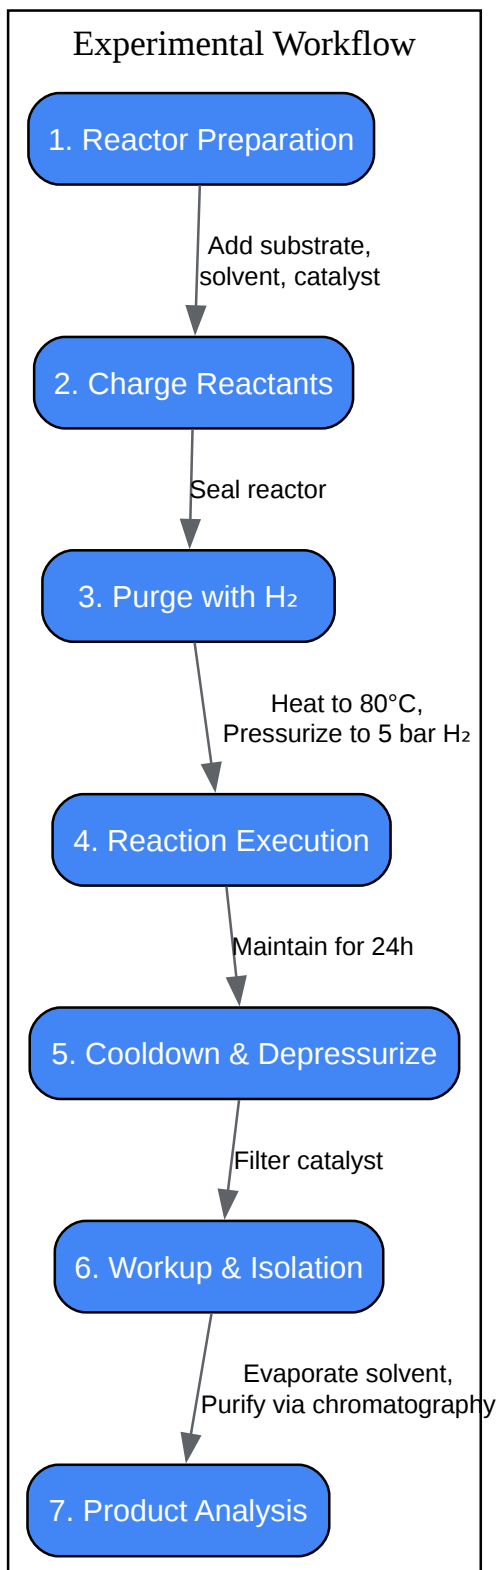 Experimental Workflow
1. Reactor Preparation
Add substrate,
solvent, catalyst
2. Charge Reactants
Seal reactor
3. Purge with H₂
Heat to 80°C,
Pressurize to 5 bar H₂
4. Reaction Execution
Maintain for 24h
5. Cooldown & Depressurize
Filter catalyst
6. Workup & Isolation
Evaporate solvent,
Purify via chromatography
7. Product Analysis